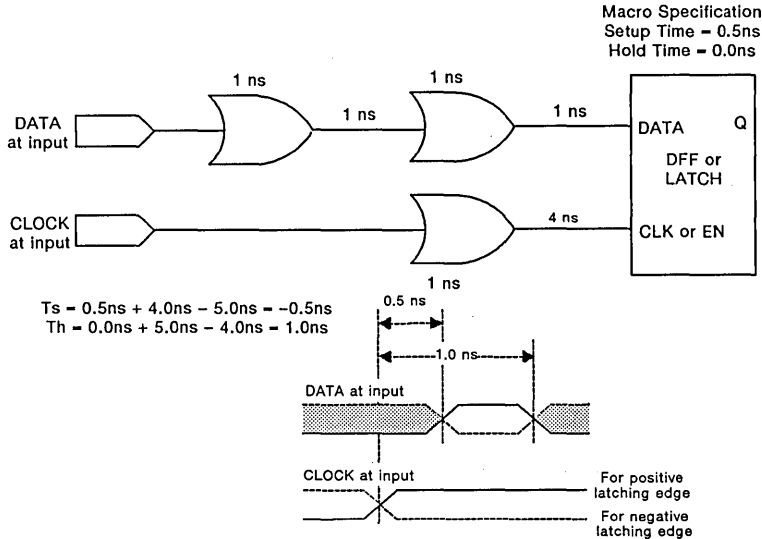 Macro Specification
Setup Time – 0.5ns
Hold Time – 0.0ns
1 ns
1 ns
DATA
at input
1 ns
1 ns
DATA
Q
DFF or
LATCH
CLOCK
at input
4 ns
CLK or EN
1 ns
Ts – 0.5ns + 4.0ns – 5.0ns – –0.5ns
Th – 0.0ns + 5.0ns – 4.0ns – 1.0ns
0.5 ns
1.0 ns
DATA at input
CLOCK at input
For positive
latching edge
For negative
latching edge